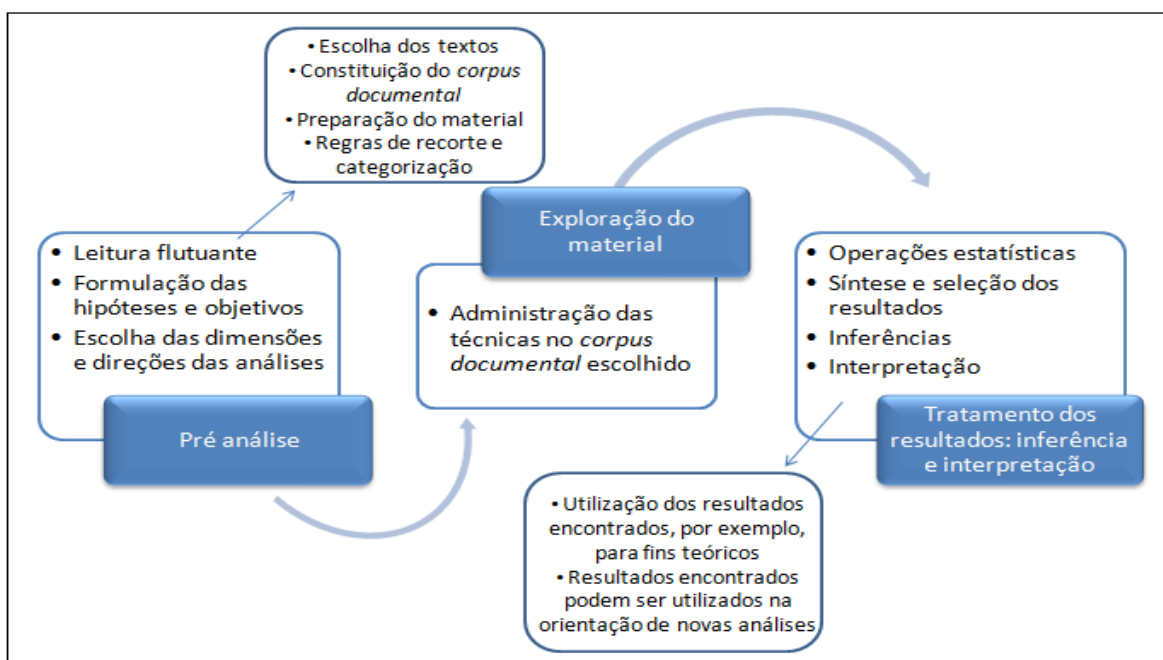 • Escolha dos textos
• Constituição do corpus
documental
• Preparação do material
• Regras de recorte e
categorização
• Leitura flutuante
• Formulação das
hipóteses e objetivos
• Escolha das dimensões
e direções das análises
Pré análise
Exploração do
material
• Administração das
técnicas no corpus
documental escolhido
• Operações estatísticas
• Síntese e seleção dos
resultados
• Inferências
• Interpretação
Tratamento dos
resultados: inferência
e interpretação
• Utilização dos resultados
encontrados, por exemplo,
para fins teóricos
• Resultados encontrados
podem ser utilizados na
orientação de novas análises